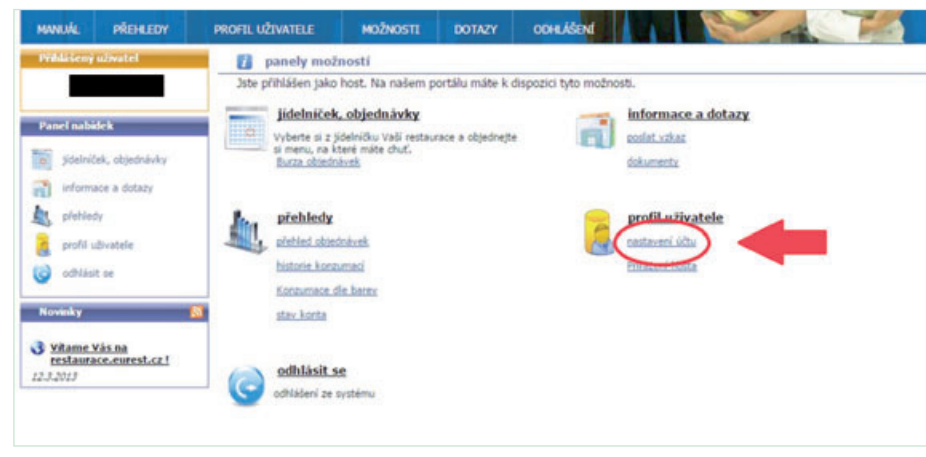 MANUÁL PŘEHLEDY PROFIL UŽIVATELE MOŽNOSTI DOTAZY ODHLÁŠENÍ
Přihlášený uživatel
Panel nabídek
jídelníček, objednávky
informace a dotazy
přehledy
profil uživatele
odhlásit se
Novinky
Vítame Vás na
restaurace.eurest.cz !
12.3.2013
panely možností
Jste přihlášen jako host. Na našem portálu máte k dispozici tyto možnosti.
jídelníček, objednávky
Vyberte si z jídelníčku Vaší restaurace a objednejte
si menu, na které máte chuť.
Burza objednávek
informace a dotazy
poslat vzkaz
dokumenty
přehledy
přehled objednávek
historie konzumací
Konzumace dle barev
stav konta
profil uživatele
nastavení účtu
Přiřazení hosta
odhlásit se
odhlášení ze systému